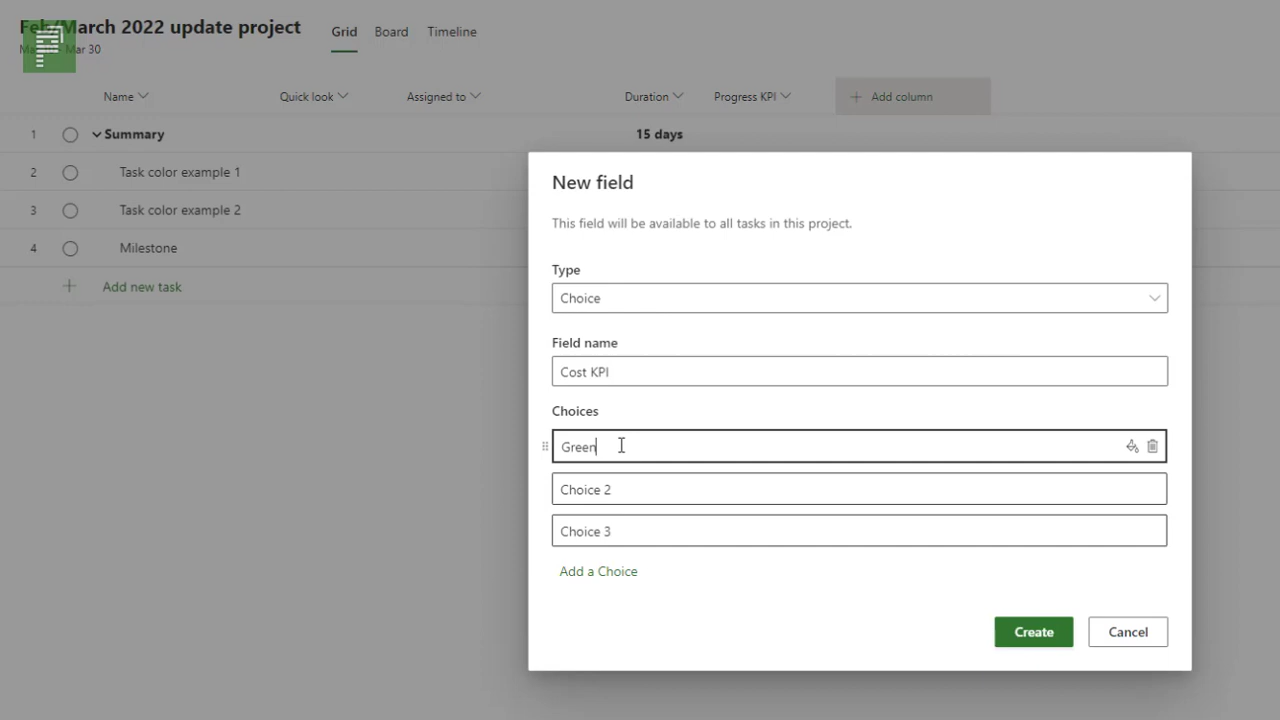 Feb/March 2022 update project
Grid
Board
Timeline
Mar 30
Name
Quick look
Assigned to
Duration
Progress KPI
Add column
1
Summary
15 days
2
Task color example 1
3
Task color example 2
4
Milestone
Add new task
New field
This field will be available to all tasks in this project.
Type
Choice
Field name
Cost KPI
Choices
Green
Choice 2
Choice 3
Add a Choice
Create
Cancel